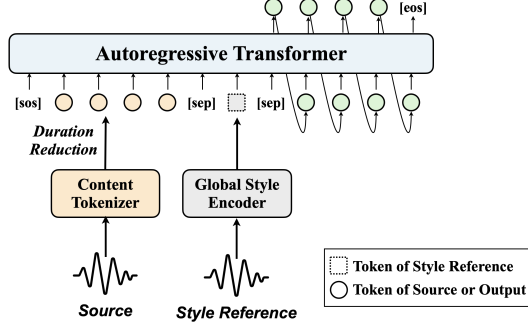 [eos]
Autoregressive Transformer
[sos] [sep] [sep]
Duration
Reduction
Content
Tokenizer
Global Style
Encoder
Source
Style Reference
Token of Style Reference
Token of Source or Output